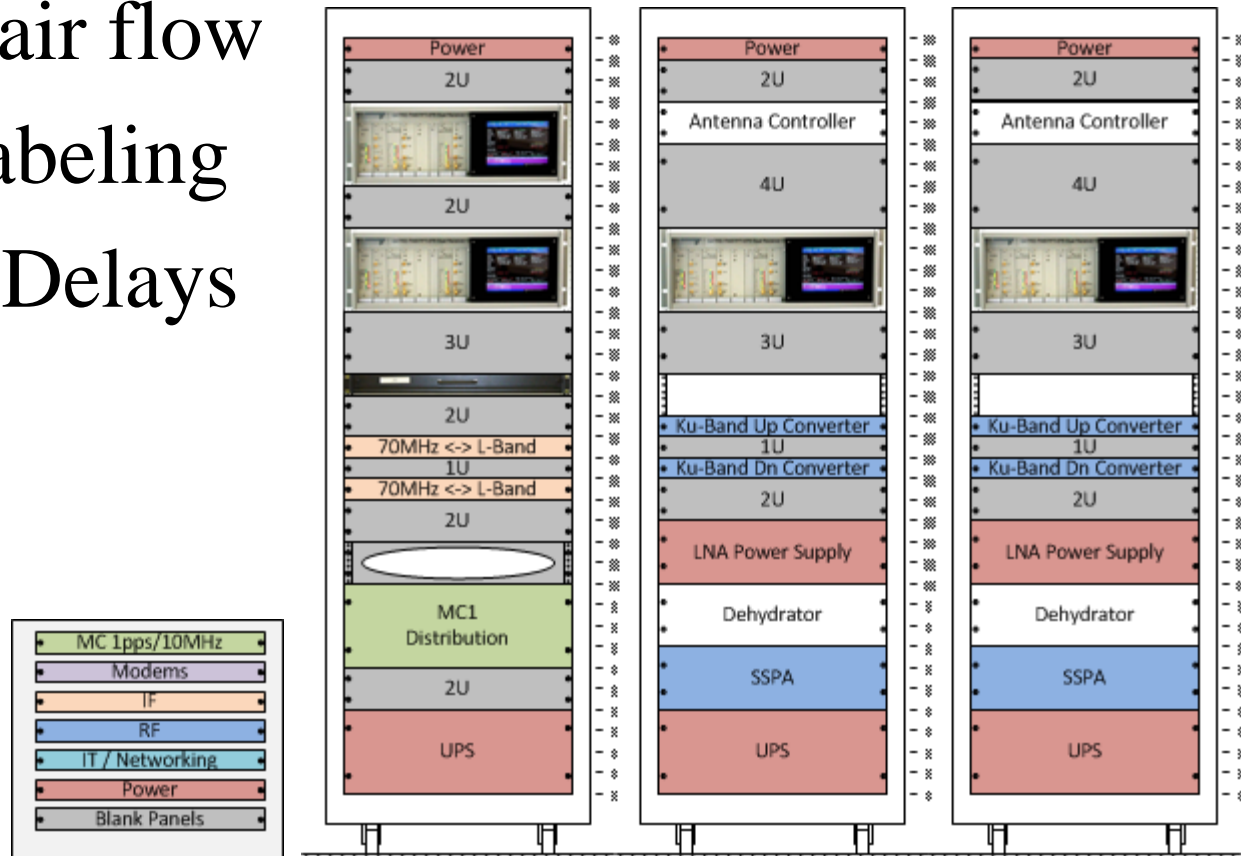 air flow
abeling
Delays
Power
2U
2U
3U
2U
70MHz <-> L-Band
1U
70MHz <-> L-Band
2U
MC1
Distribution
2U
UPS
Power
2U
Antenna Controller
4U
3U
Ku-Band Up Converter
1U
Ku-Band Dn Converter
2U
LNA Power Supply
Dehydrator
SSPA
UPS
Power
2U
Antenna Controller
4U
3U
Ku-Band Up Converter
1U
Ku-Band Dn Converter
2U
LNA Power Supply
Dehydrator
SSPA
UPS
MC 1pps/10MHz
Modems
IF
RF
IT / Networking
Power
Blank Panels